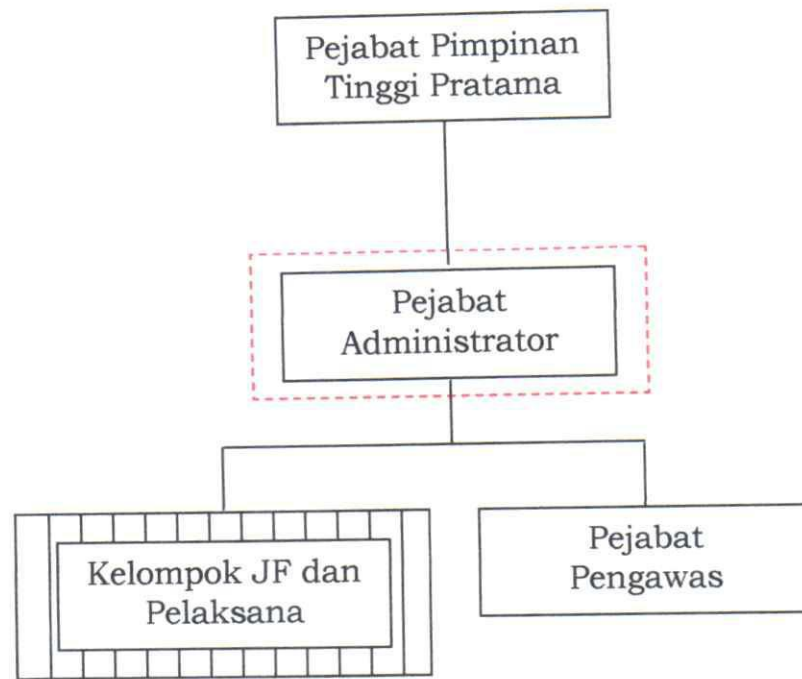 Pejabat Pimpinan
Tinggi Pratama
Pejabat
Administrator
Kelompok JF dan
Pelaksana
Pejabat
Pengawas